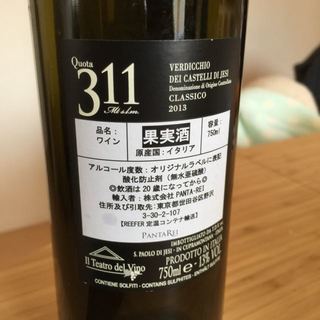 Quota
311
Mt s.l.m.
VERDICCHIO
DEI CASTELLI DI JESI
Denominazione di Origine Controllata
CLASSICO
2013
品名：ワイン
果実酒
原産国：イタリア
容量：750ml
アルコール度数：オリジナルラベルに表記
酸化防止剤（無水亜硫酸）
◎飲酒は20歳になってから◎
輸入者：株式会社 PANTA-REI
住所及び引取先：東京都世田谷区野沢
3-30-2-107
【REEFER 定温コンテナ輸送】
PANTAREI
IMBOTTIGLIATO DA
S. PAOLO DI JESI - IN CUPRAMONTANA
PRODOTTO IN ITALIA
Il Teatro del Vino
750ml e - 13% VOL
CONTIENE SOLFITI - CONTAINS SULPHITES -